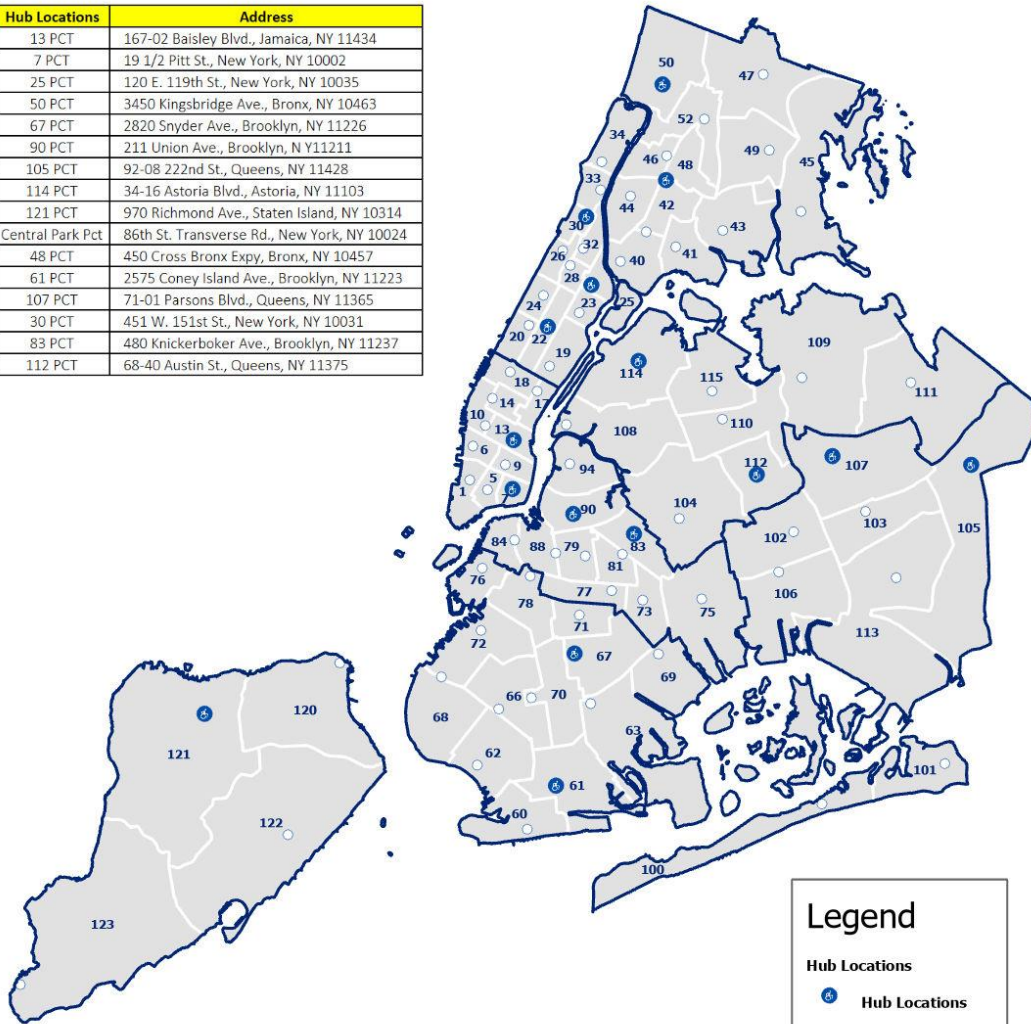 Hub Locations Address
13 PCT 167-02 Baisley Blvd., Jamaica, NY 11434
7 PCT 19 1/2 Pitt St., New York, NY 10002
25 PCT 120 E. 119th St., New York, NY 10035
50 PCT 3450 Kingsbridge Ave., Bronx, NY 10463
67 PCT 2820 Snyder Ave., Brooklyn, NY 11226
90 PCT 211 Union Ave., Brooklyn, N Y11211
105 PCT 92-08 222nd St., Queens, NY 11428
114 PCT 34-16 Astoria Blvd., Astoria, NY 11103
121 PCT 970 Richmond Ave., Staten Island, NY 10314
Central Park Pct 86th St. Transverse Rd., New York, NY 10024
48 PCT 450 Cross Bronx Expy, Bronx, NY 10457
61 PCT 2575 Coney Island Ave., Brooklyn, NY 11223
107 PCT 71-01 Parsons Blvd., Queens, NY 11365
30 PCT 451 W. 151st St., New York, NY 10031
83 PCT 480 Knickerboker Ave., Brooklyn, NY 11237
112 PCT 68-40 Austin St., Queens, NY 11375
50
47
52
34
46 48 49 45
33
44 42
30
43
32
26 41
40
28
24 23 25
20 22
19
109
114 115 111
18
14 17
10
13 108 110
6
9 94 112 107
1 5
90 104
103 105
84 88 79 83 102
81
76
77
78 73 75 106
71
72 113
67
69
66 70
120 68
63
121 62
101
61
60
122
100
123
Legend
Hub Locations
Hub Locations